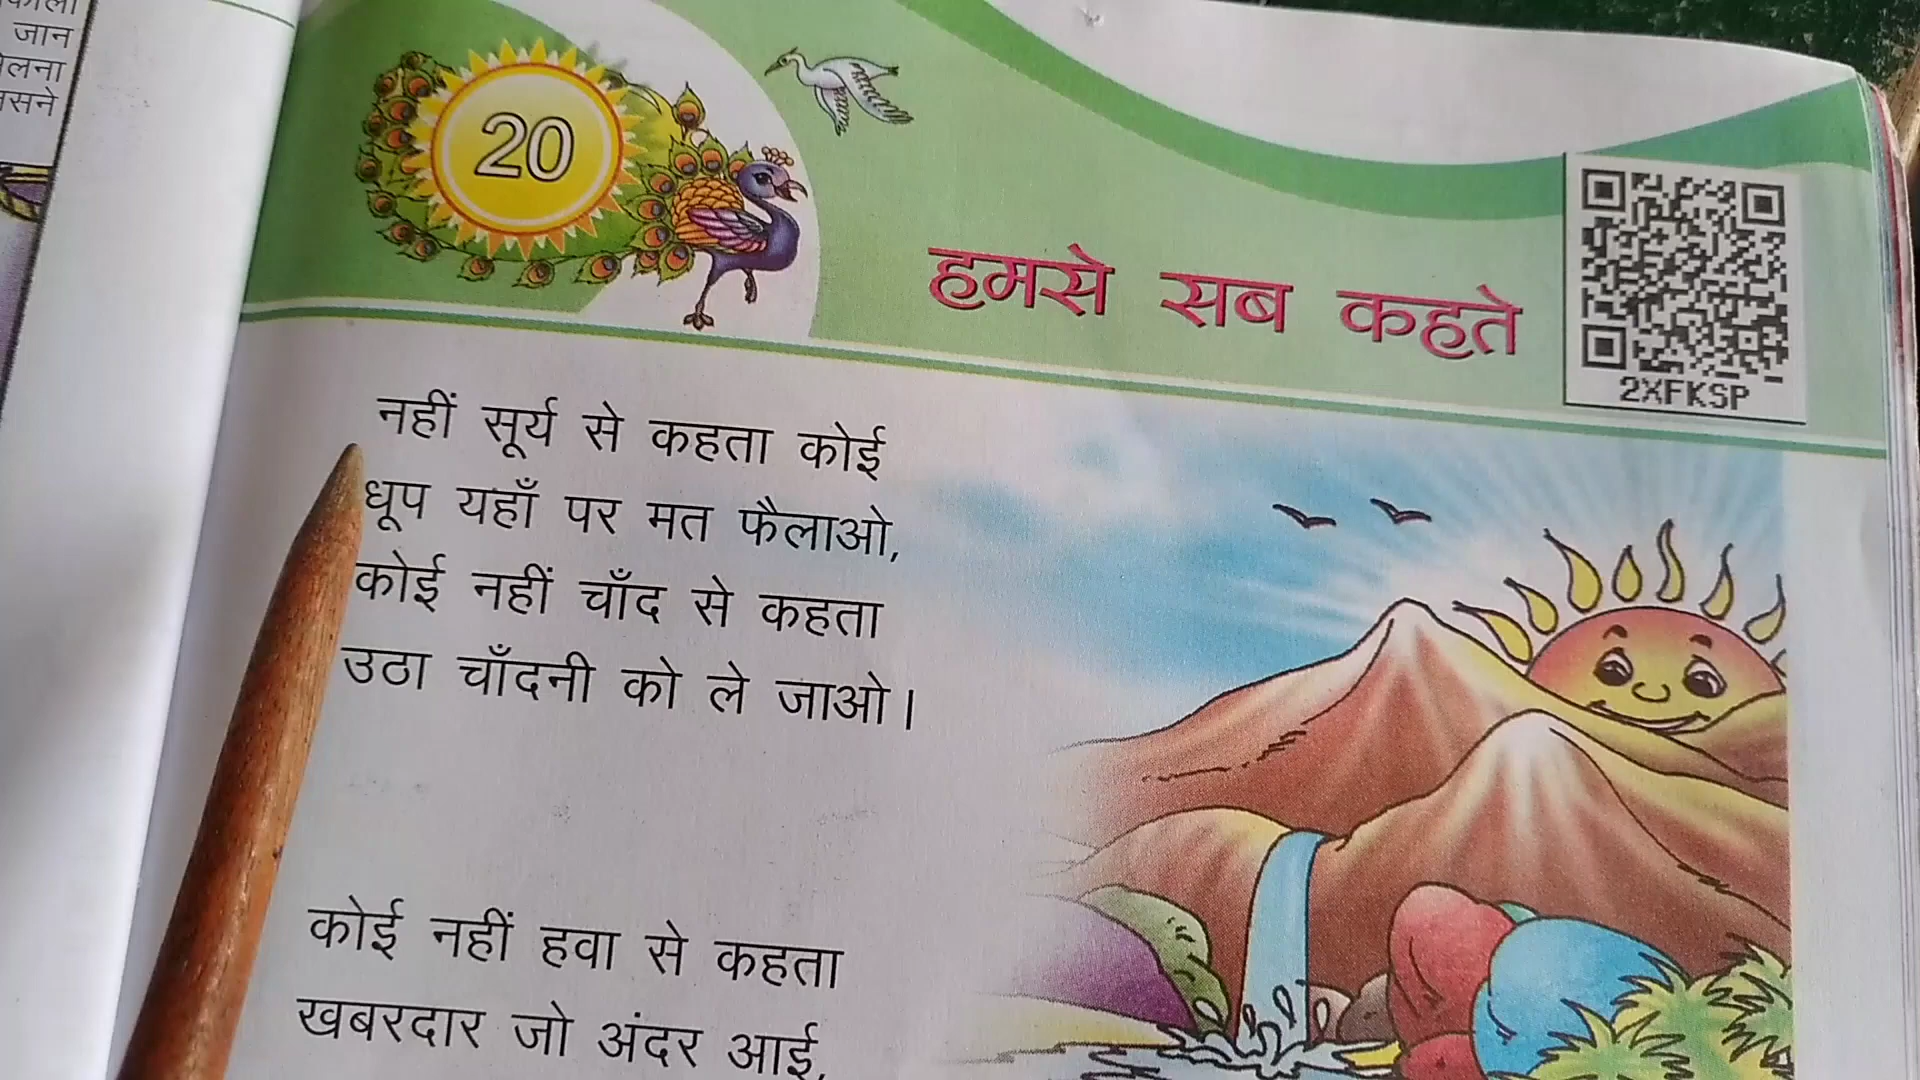 जान
20
हमसे सब कहते
2XFKSP
नहीं सूर्य से कहता कोई
धूप यहाँ पर मत फैलाओ,
कोई नहीं चाँद से कहता
उठा चाँदनी को ले जाओ।
कोई नहीं हवा से कहता
खबरदार जो अंदर आई,